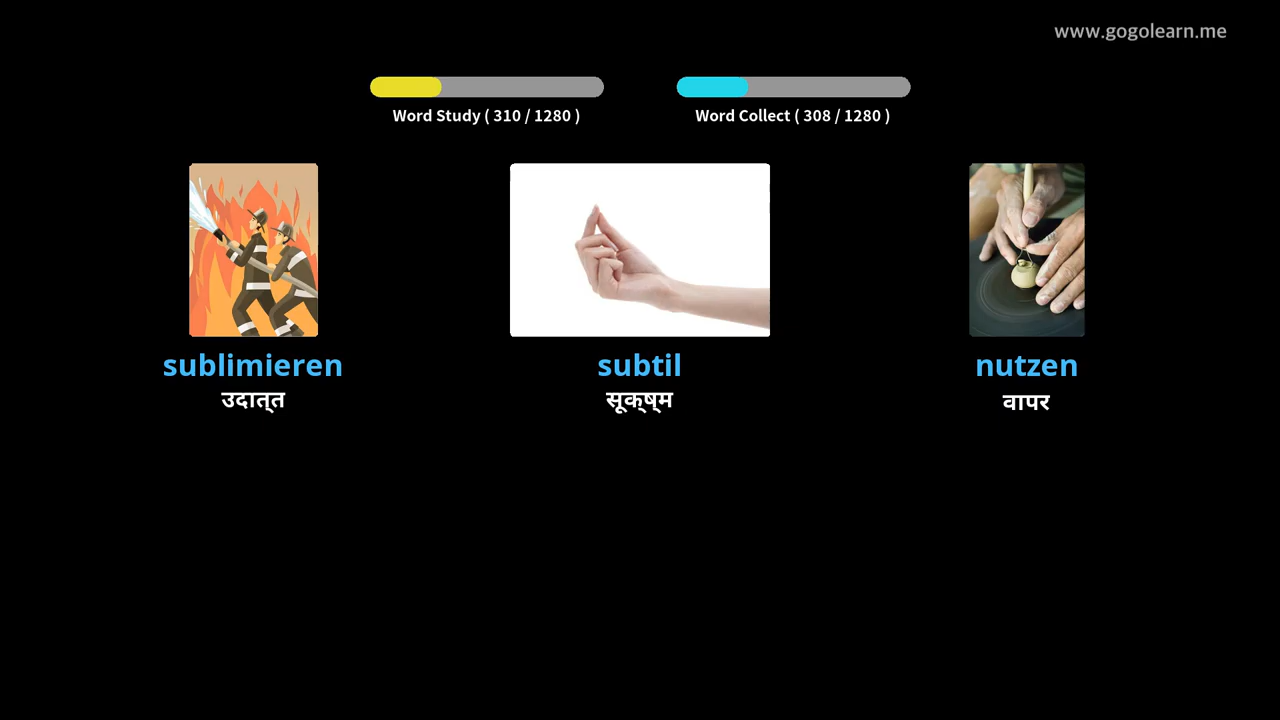 www.gogolearn.me
Word Study ( 310 / 1280 )
Word Collect ( 308 / 1280 )
sublimieren
उदात्त
subtil
सूक्ष्म
nutzen
वापर